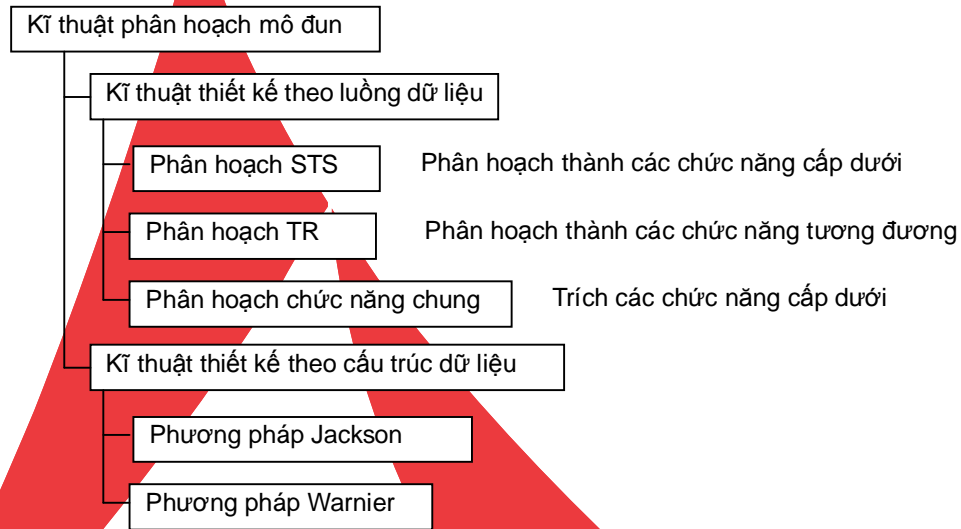 Kĩ thuật phân hoạch mô đun
Kĩ thuật thiết kế theo luồng dữ liệu
Phân hoạch STS Phân hoạch thành các chức năng cấp dưới
Phân hoạch TR Phân hoạch thành các chức năng tương đương
Phân hoạch chức năng chung Trích các chức năng cấp dưới
Kĩ thuật thiết kế theo cấu trúc dữ liệu
Phương pháp Jackson
Phương pháp Warnier